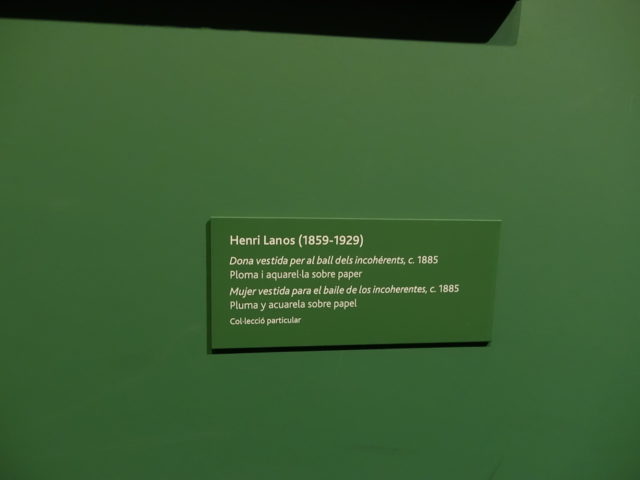 Henri Lanos (1859-1929)
Dona vestida per al ball dels incohérents, c. 1885
Ploma i aquarel·la sobre paper
Mujer vestida para el baile de los incoherentes, c. 1885
Pluma y acuarela sobre papel
Col·lecció particular